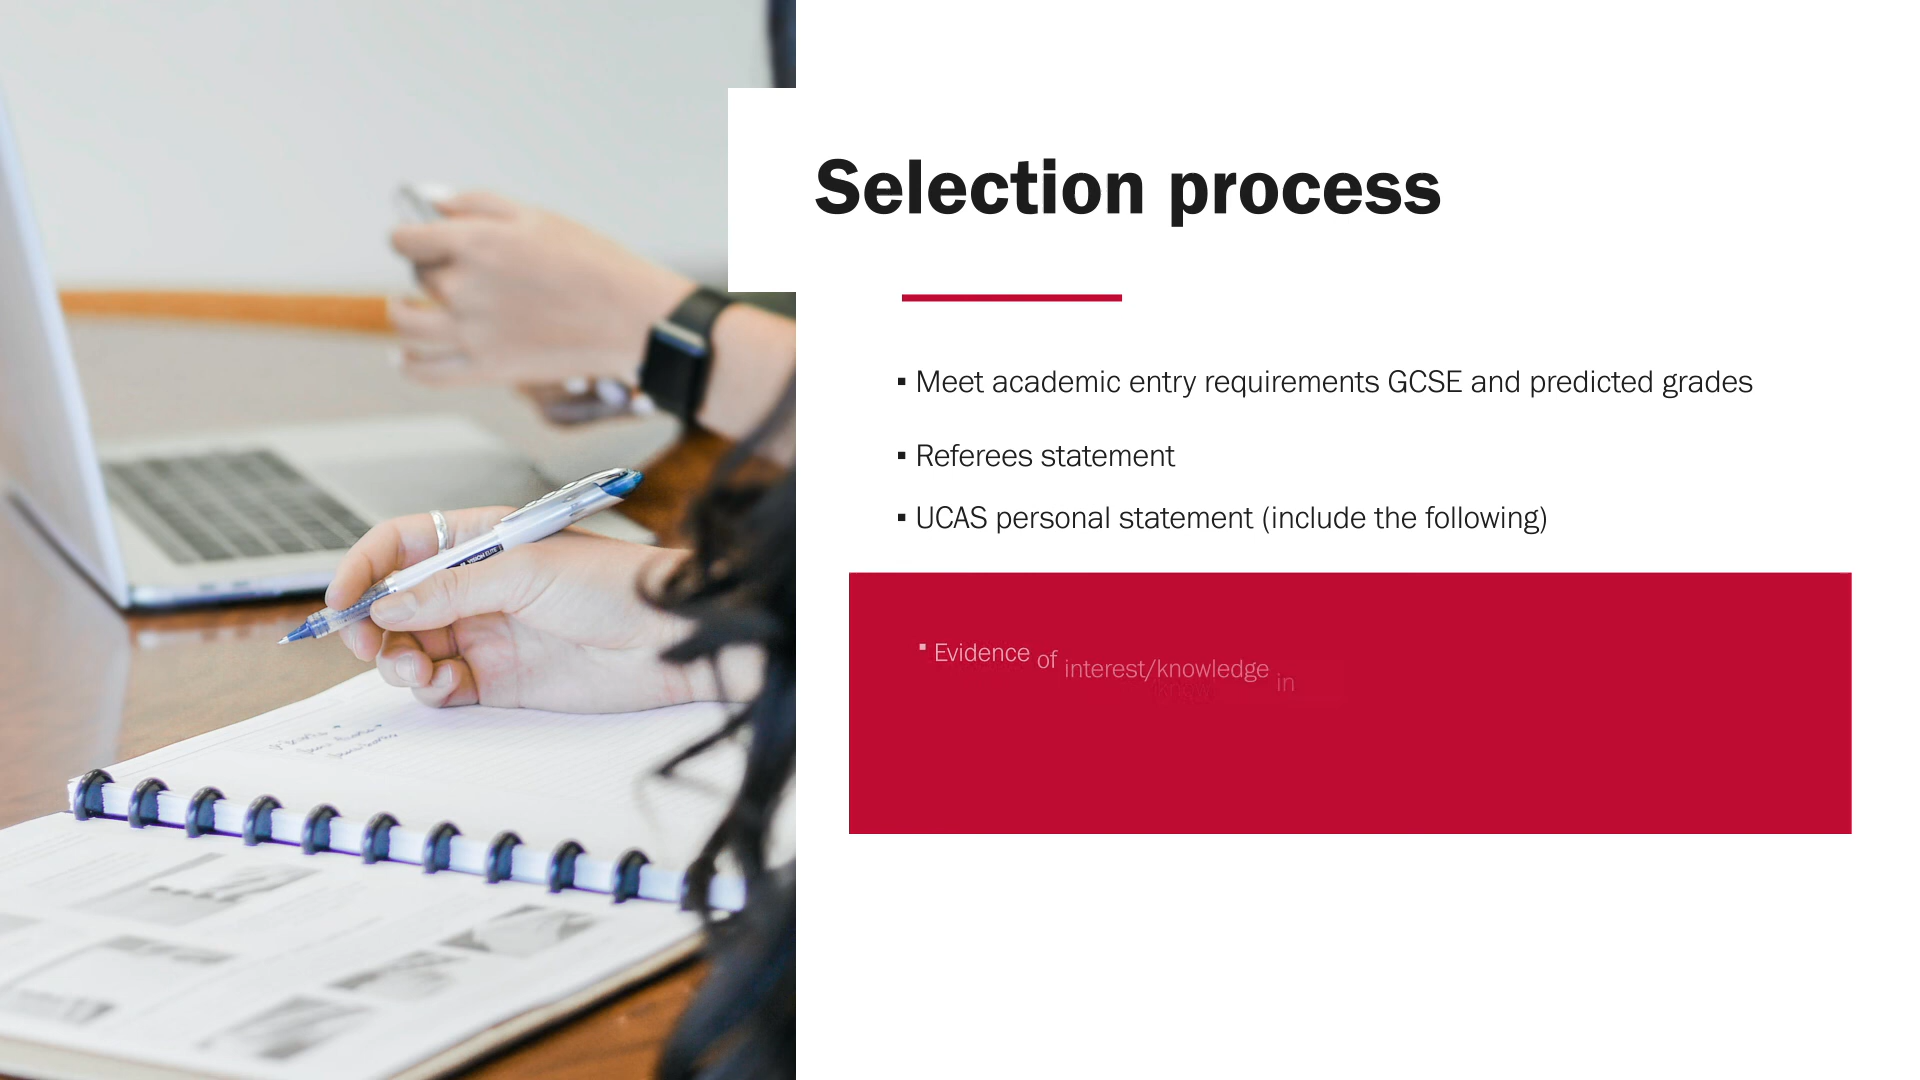 Selection process
▪ Meet academic entry requirements GCSE and predicted grades
▪ Referees statement
▪ UCAS personal statement (include the following)
▪ Evidence of interest/knowledge in